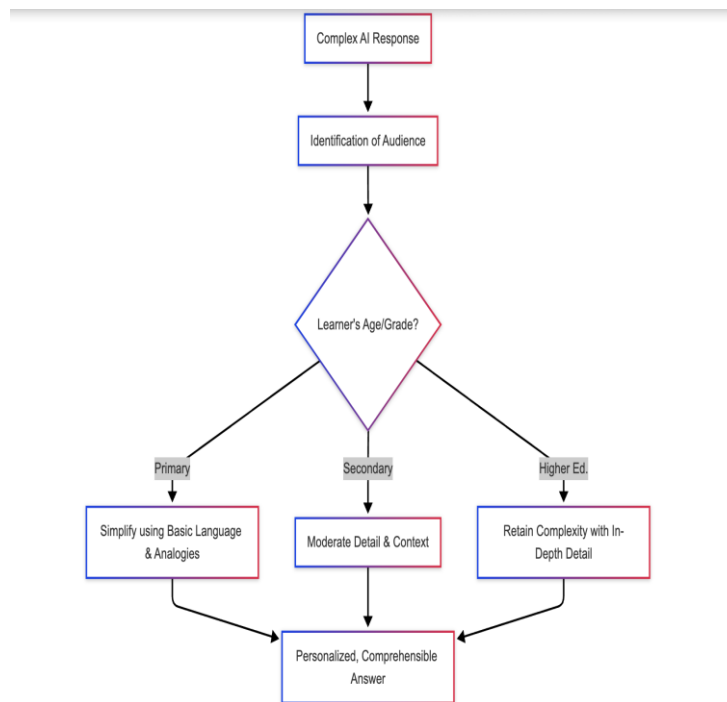 Complex AI Response
Identification of Audience
Learner's Age/Grade?
Primary
Secondary
Higher Ed.
Simplify using Basic Language
& Analogies
Moderate Detail & Context
Retain Complexity with In-
Depth Detail
Personalized, Comprehensible
Answer